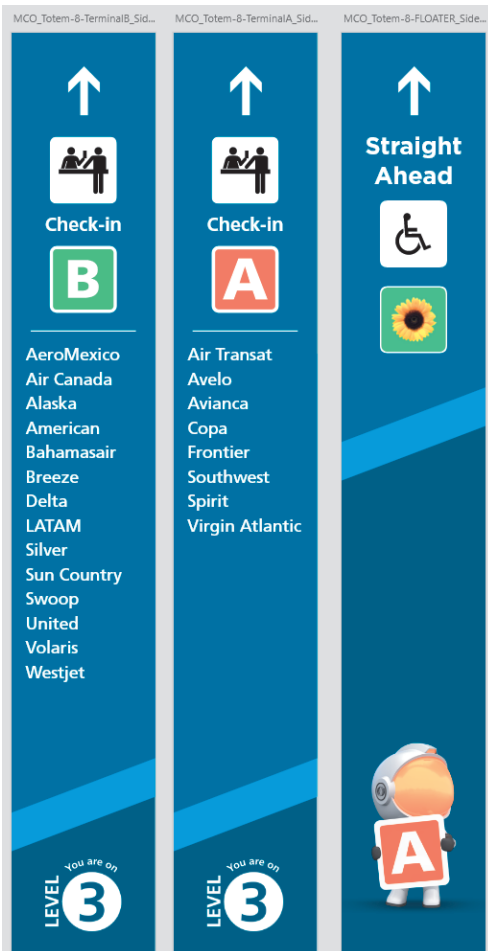 MCO_Totem-8-TerminalB_Sid...
Check-in
B
AeroMexico
Air Canada
Alaska
American
Bahamasair
Breeze
Delta
LATAM
Silver
Sun Country
Swoop
United
Volaris
Westjet
You are on
LEVEL
3
MCO_Totem-8-TerminalA_Sid...
Check-in
A
Air Transat
Avelo
Avianca
Copa
Frontier
Southwest
Spirit
Virgin Atlantic
You are on
LEVEL
3
MCO_Totem-8-FLOATER_Side...
Straight
Ahead
A